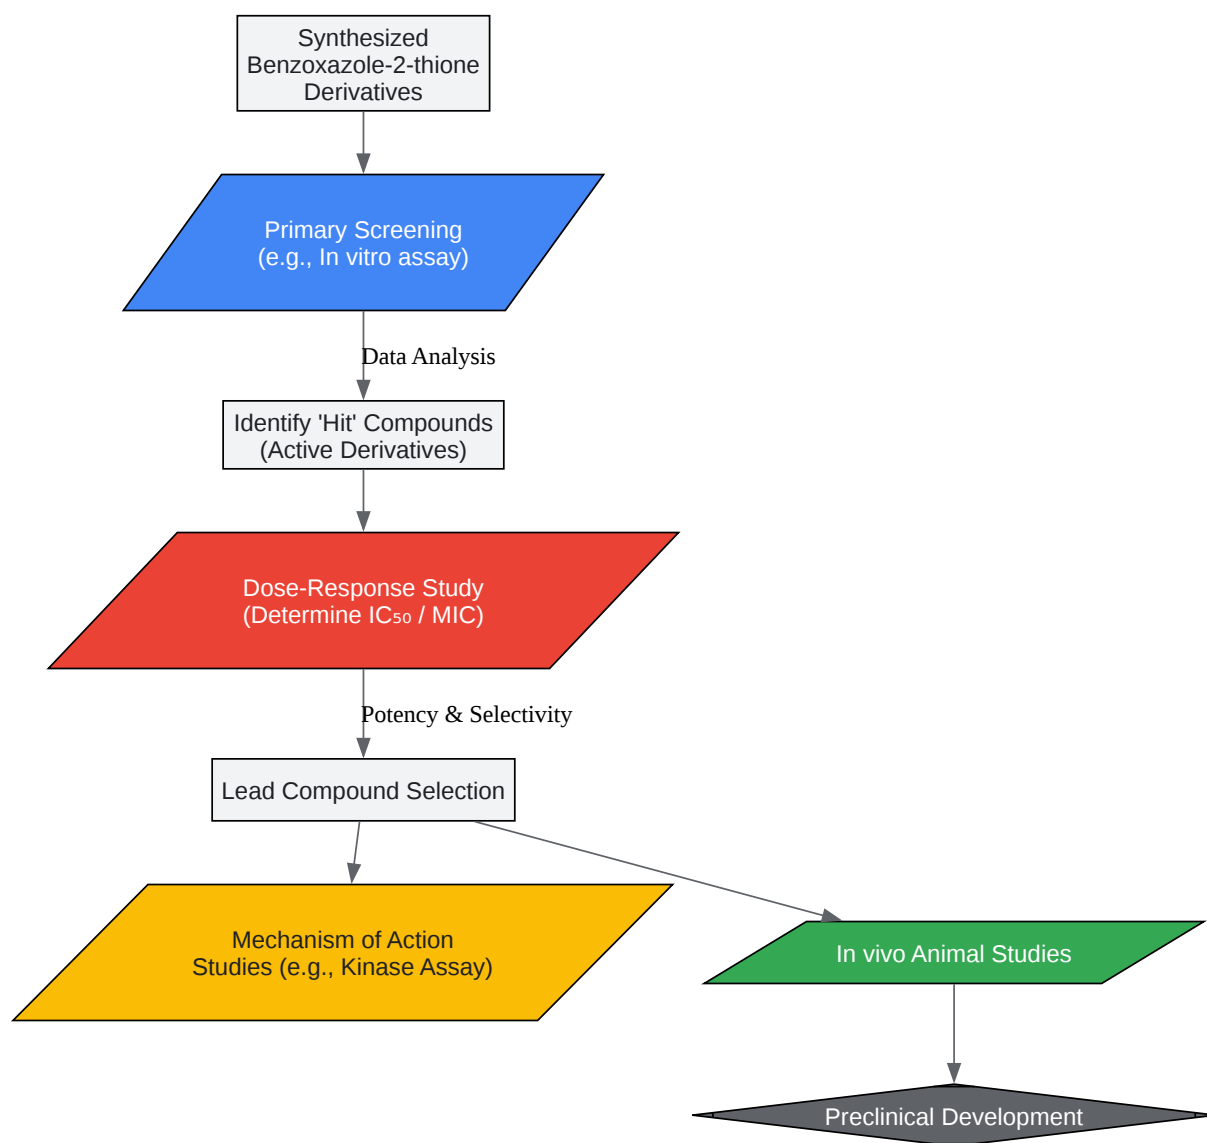 Synthesized
Benzoxazole-2-thione
Derivatives
Primary Screening
(e.g., In vitro assay)
Data Analysis
Identify 'Hit' Compounds
(Active Derivatives)
Dose-Response Study
(Determine IC₅₀ / MIC)
Potency & Selectivity
Lead Compound Selection
Mechanism of Action
Studies (e.g., Kinase Assay)
In vivo Animal Studies
Preclinical Development